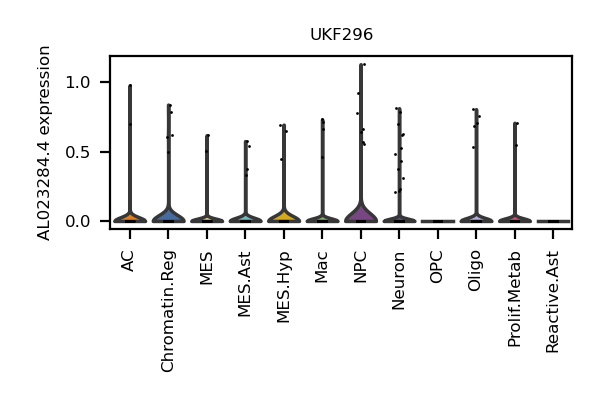 UKF296
AL023284.4 expression
1.0
0.5
0.0
AC
Chromatin.Reg
MES
MES.Ast
MES.Hyp
Mac
NPC
Neuron
OPC
Oligo
Prolif.Metab
Reactive.Ast